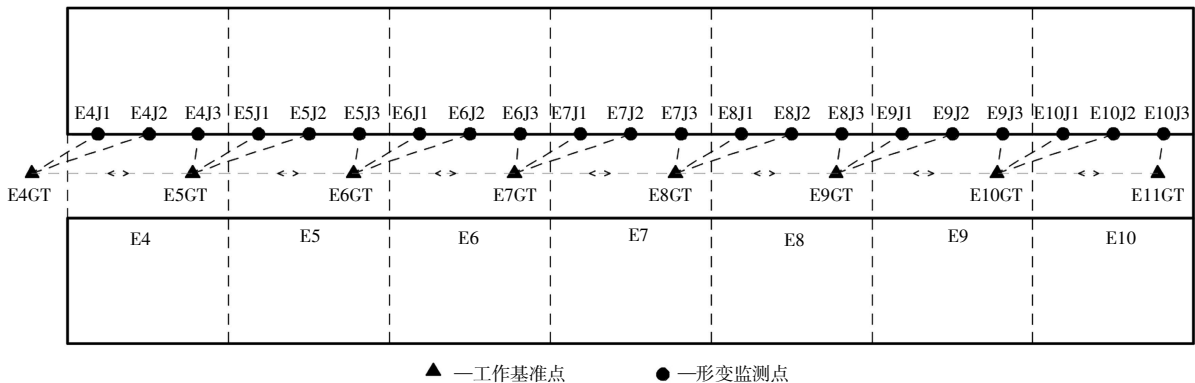 E4J1 E4J2 E4J3 E5J1 E5J2 E5J3 E6J1 E6J2 E6J3 E7J1 E7J2 E7J3 E8J1 E8J2 E8J3 E9J1 E9J2 E9J3 E10J1 E10J2 E10J3
E4GT E5GT E6GT E7GT E8GT E9GT E10GT E11GT
E4 E5 E6 E7 E8 E9 E10
—工作基准点 —形变监测点